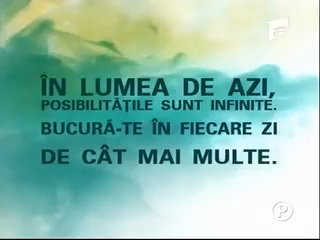 ÎN LUMEA DE AZI,
POSIBILITĂȚILE SUNT INFINITE.
BUCURĂ-TE ÎN FIECARE ZI
DE CÂT MAI MULTE.
P